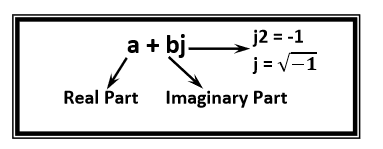 a + bj
j2 = -1
j = √−1
Real Part
Imaginary Part